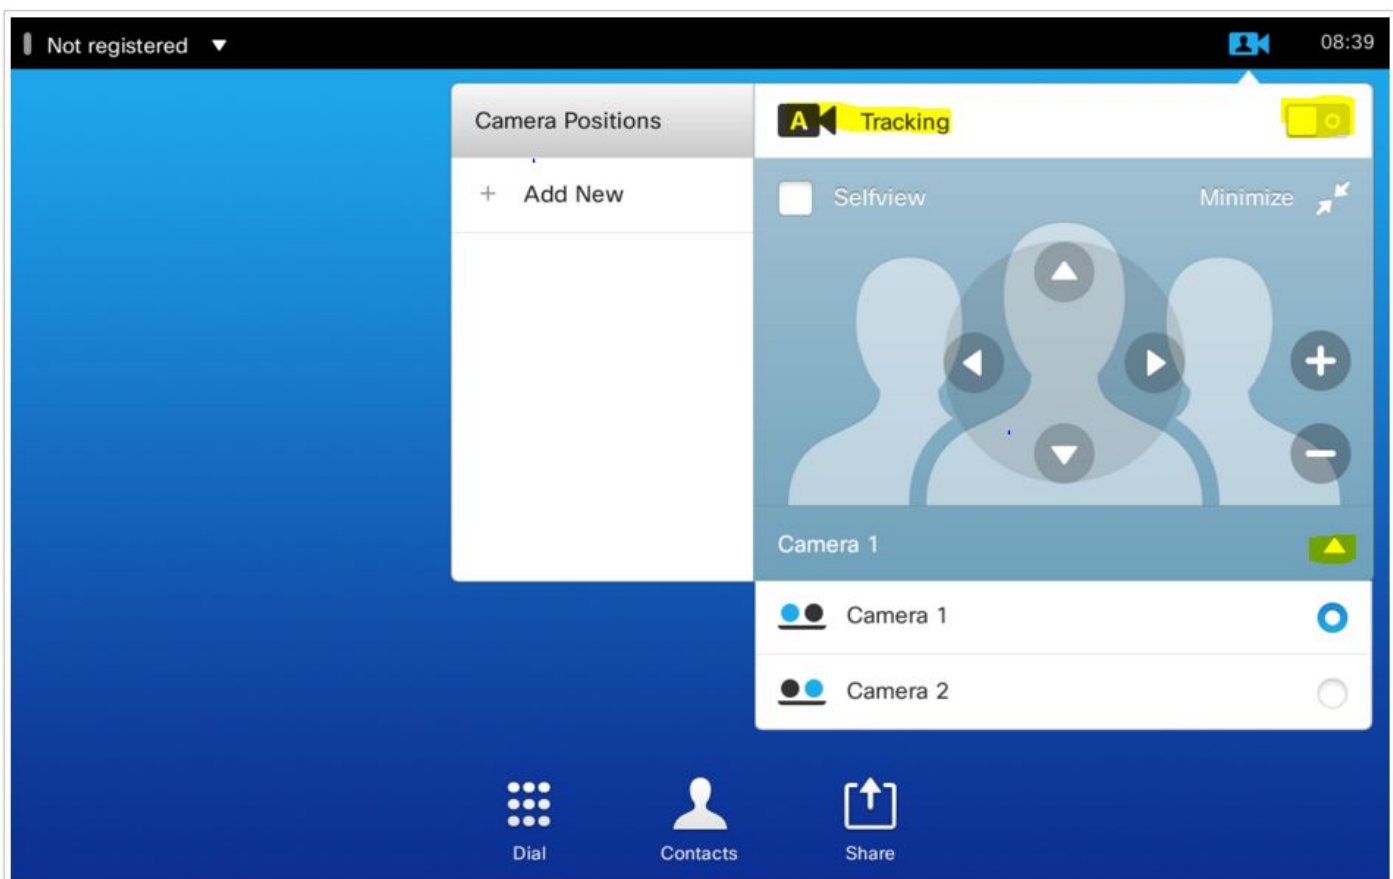 Not registered
08:39
Camera Positions
A Tracking
+ Add New
Selfview
Minimize
Camera 1
Camera 1
Camera 2
Dial
Contacts
Share